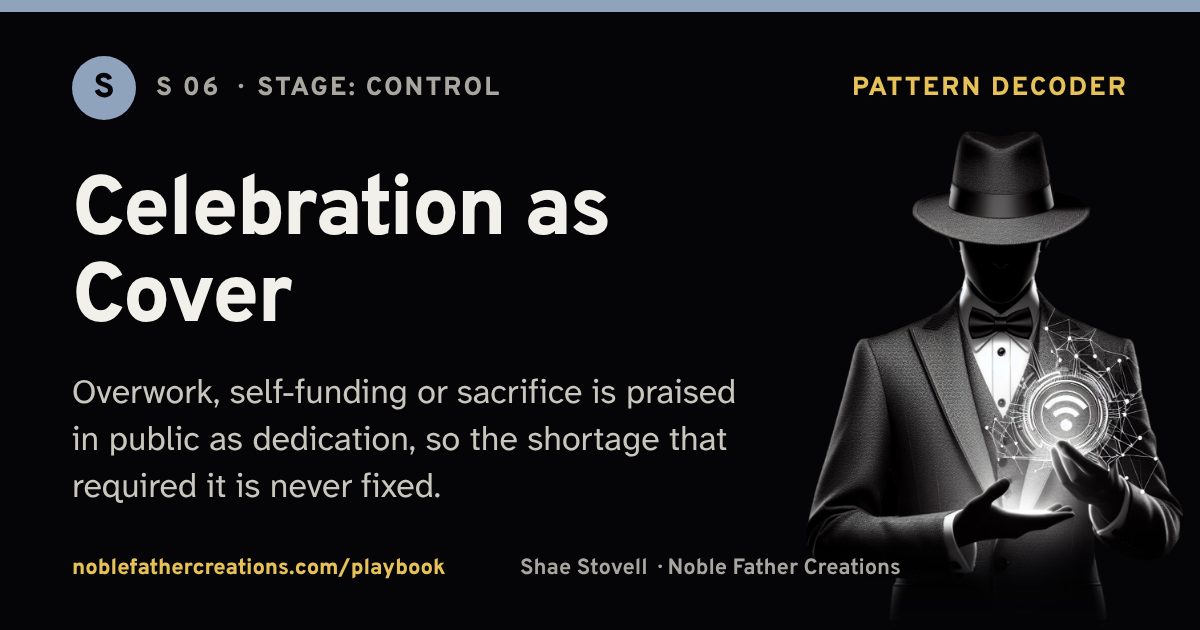 S
S 06 · STAGE: CONTROL
PATTERN DECODER
Celebration as
Cover
Overwork, self-funding or sacrifice is praised
in public as dedication, so the shortage that
required it is never fixed.
noblefathercreations.com/playbook
Shae Stovell · Noble Father Creations